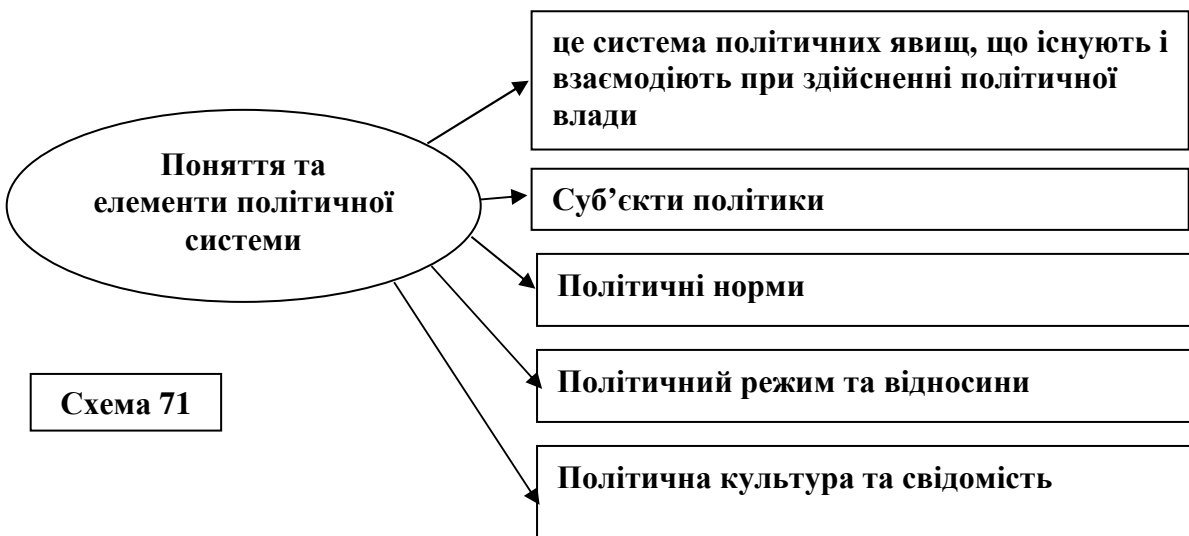 це система політичних явищ, що існують і
взаємодіють при здійсненні політичної
влади
Поняття та
елементи політичної
системи
Суб’єкти політики
Політичні норми
Політичний режим та відносини
Схема 71
Політична культура та свідомість